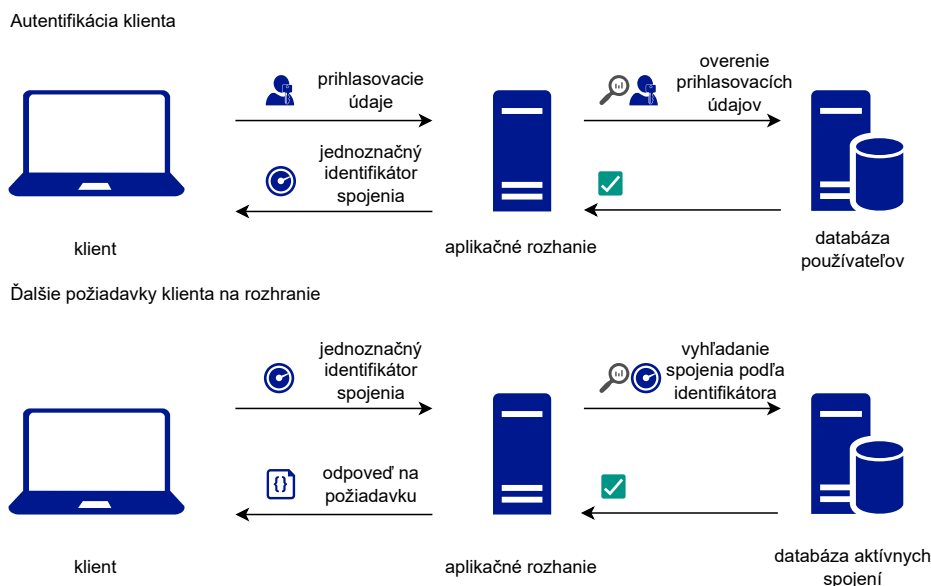 Autentifikácia klienta
prihlasovacie
údaje
overenie
prihlasovacích
údajov
jednoznačný
identifikátor
spojenia
klient
aplikačné rozhanie
databáza
používateľov
Ďalšie požiadavky klienta na rozhranie
jednoznačný
identifikátor
spojenia
vyhľadanie
spojenia podľa
identifikátora
{}
odpoveď na
požiadavku
klient
aplikačné rozhanie
databáza aktívnych
spojení